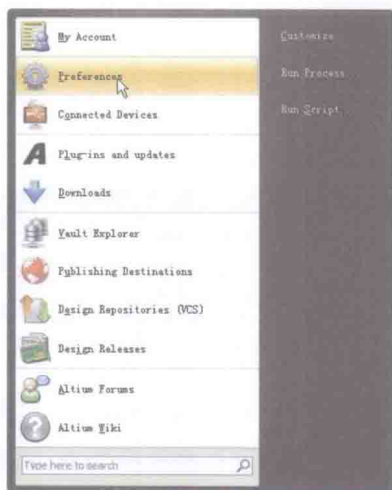 My Account
Preferences
Connected Devices
Plug-ins and updates
Downloads
Vault Explorer
Publishing Destinations
Design Repositories (VCS)
Design Releases
Altium Forums
Altium Wiki
Type here to search
Customize
Run Process
Run Script